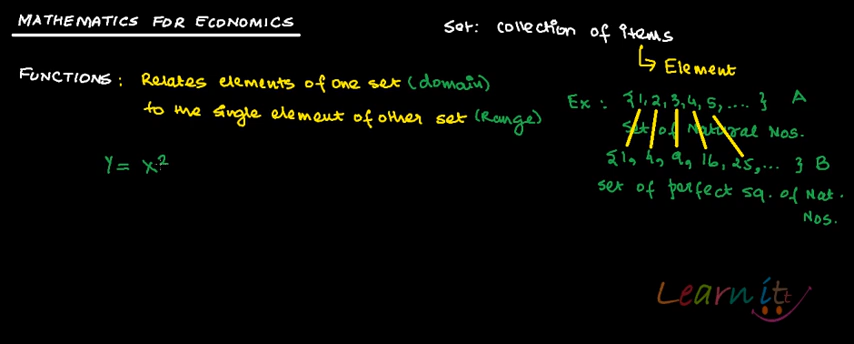 MATHEMATICS FOR ECONOMICS
FUNCTIONS: Relates elements of one set (domain)
to the single element of other set (Range)
Y = X²
Set: collection of items
Element
Ex: {1, 2, 3, 4, 5, .... } A
Set of Natural Nos.
{1, 4, 9, 16, 25, ... } B
set of perfect sq. of Nat.
Nos.
Learnitt